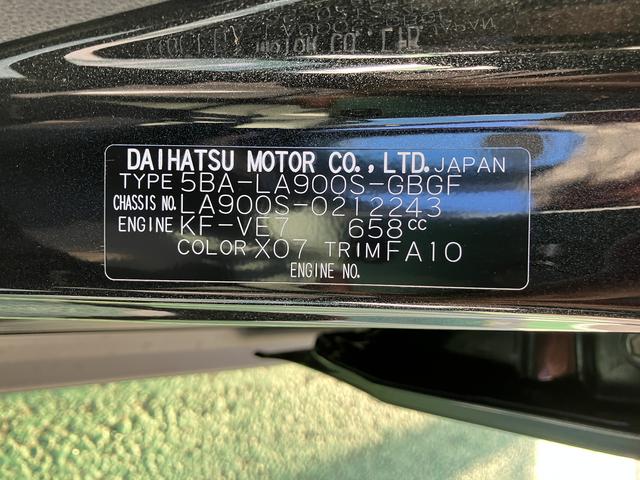 DAIHATSU MOTOR CO., LTD. JAPAN
TYPE 5BA-LA900S-GBGF
CHASSIS NO. LA900S-0212243
ENGINE KF-VE7 658cc
COLOR X07 TRIM FA10
ENGINE NO.